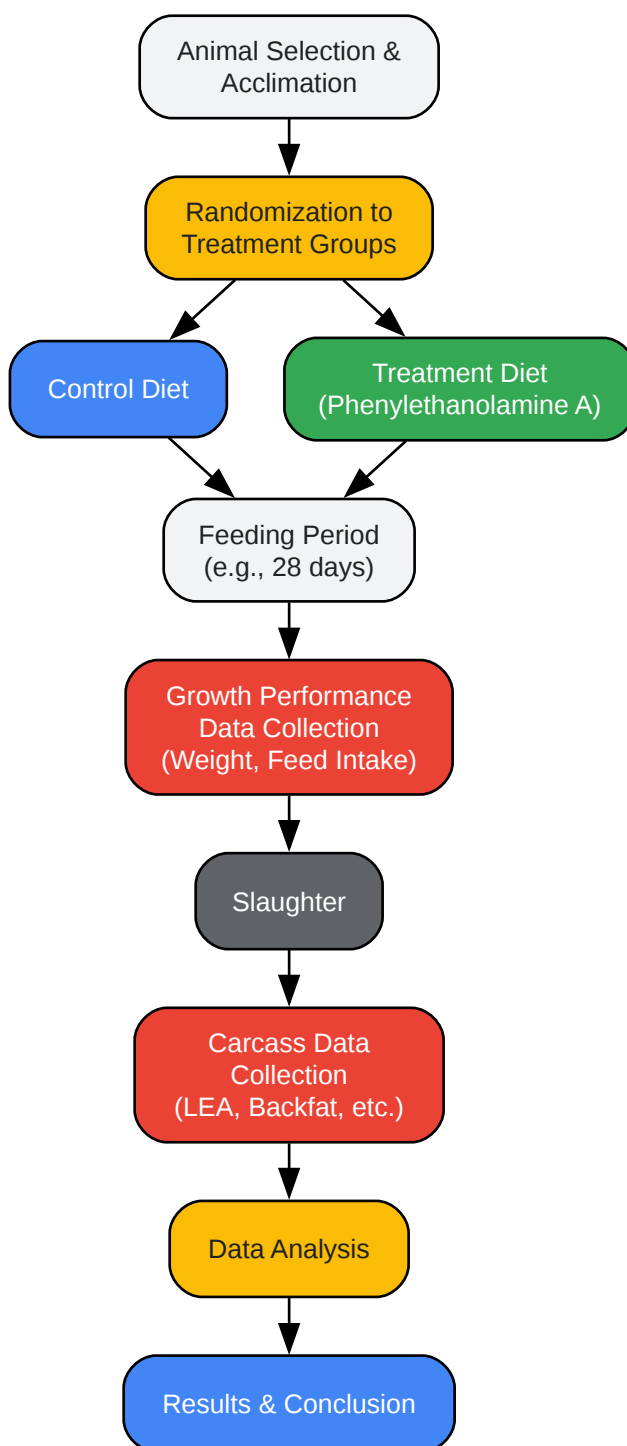 Animal Selection &
Acclimation
Randomization to
Treatment Groups
Control Diet
Treatment Diet
(Phenylethanolamine A)
Feeding Period
(e.g., 28 days)
Growth Performance
Data Collection
(Weight, Feed Intake)
Slaughter
Carcass Data
Collection
(LEA, Backfat, etc.)
Data Analysis
Results & Conclusion